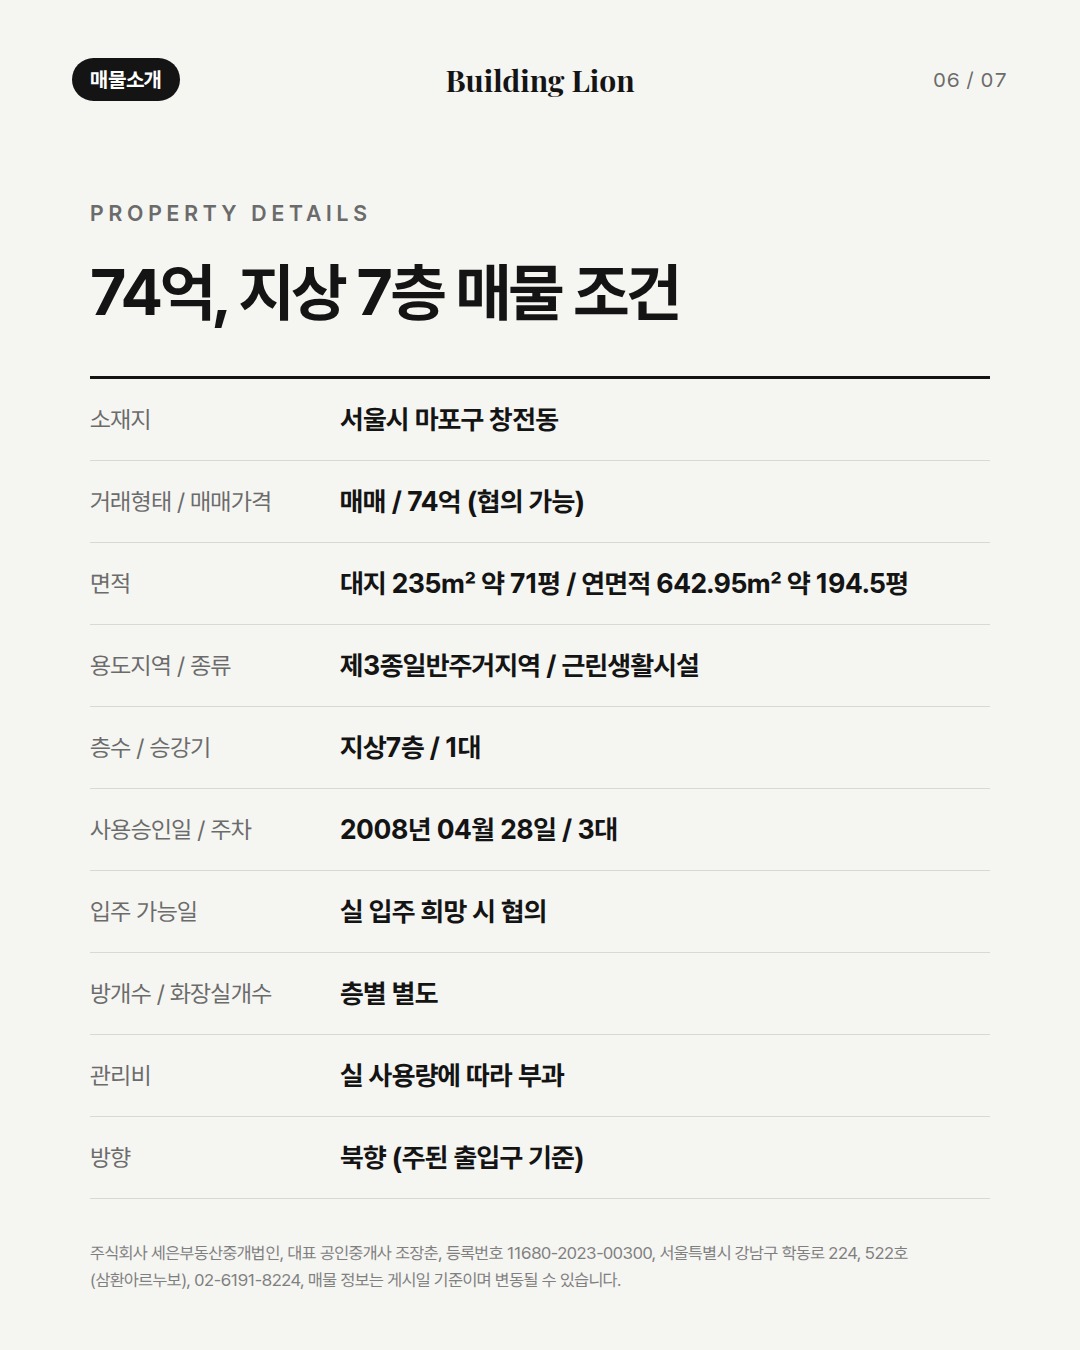 매물소개
Building Lion
06 / 07
PROPERTY DETAILS
74억, 지상 7층 매물 조건
소재지 서울시 마포구 창전동
거래형태 / 매매가격 매매 / 74억 (협의 가능)
면적 대지 235m² 약 71평 / 연면적 642.95m² 약 194.5평
용도지역 / 종류 제3종일반주거지역 / 근린생활시설
층수 / 승강기 지상7층 / 1대
사용승인일 / 주차 2008년 04월 28일 / 3대
입주 가능일 실 입주 희망 시 협의
방개수 / 화장실개수 층별 별도
관리비 실 사용량에 따라 부과
방향 북향 (주된 출입구 기준)
주식회사 세은부동산중개법인, 대표 공인중개사 조장춘, 등록번호 11680-2023-00300, 서울특별시 강남구 학동로 224, 522호
(삼환아르누보), 02-6191-8224, 매물 정보는 게시일 기준이며 변동될 수 있습니다.